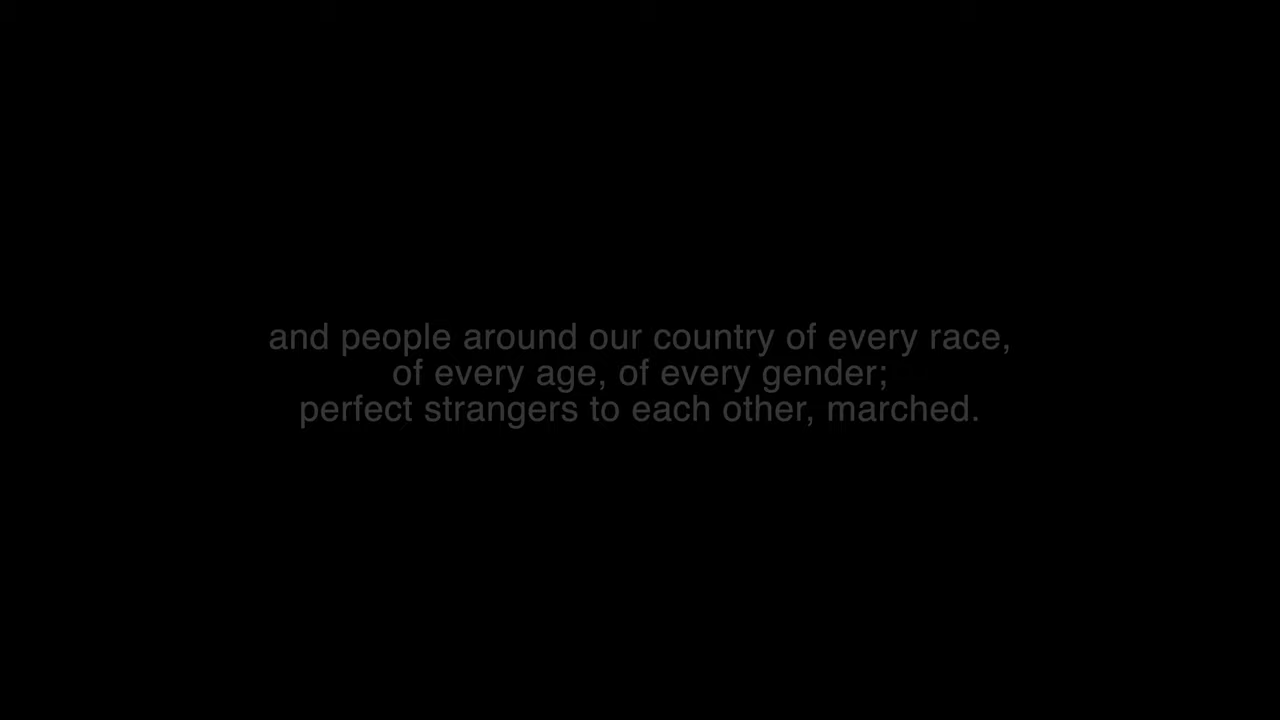 and people around our country of every race,
of every age, of every gender;
perfect strangers to each other, marched.